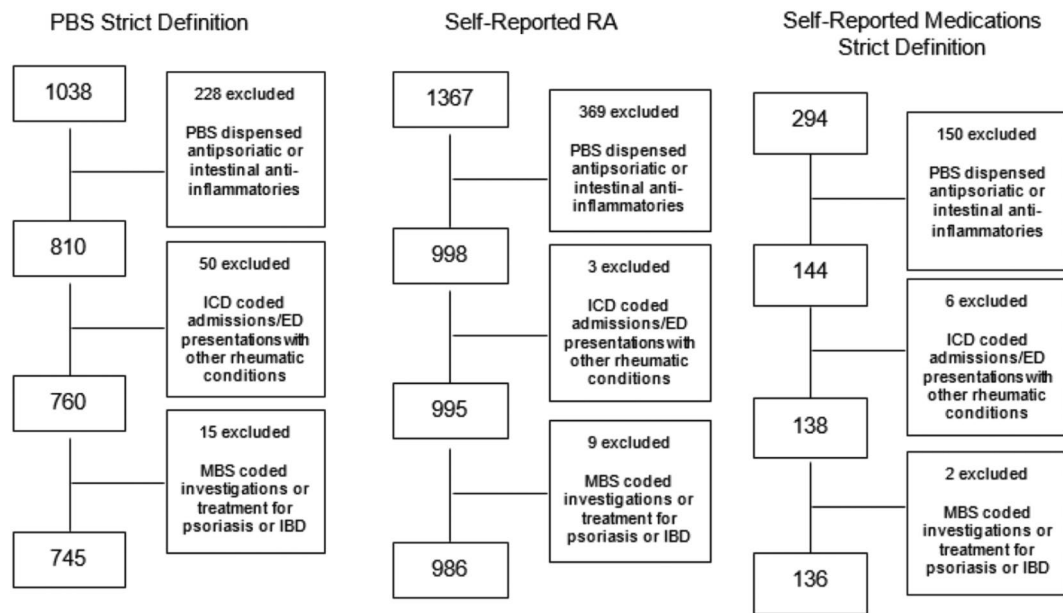 PBS Strict Definition
1038
228 excluded
PBS dispensed
antipsoriatic or
intestinal anti-
inflammatories
810
50 excluded
ICD coded
admissions/ED
presentations with
other rheumatic
conditions
760
15 excluded
MBS coded
investigations or
treatment for
psoriasis or IBD
745
Self-Reported RA
1367
369 excluded
PBS dispensed
antipsoriatic or
intestinal anti-
inflammatories
998
3 excluded
ICD coded
admissions/ED
presentations with
other rheumatic
conditions
995
9 excluded
MBS coded
investigations or
treatment for
psoriasis or IBD
986
Self-Reported Medications
Strict Definition
294
150 excluded
PBS dispensed
antipsoriatic or
intestinal anti-
inflammatories
144
6 excluded
ICD coded
admissions/ED
presentations with
other rheumatic
conditions
138
2 excluded
MBS coded
investigations or
treatment for
psoriasis or IBD
136